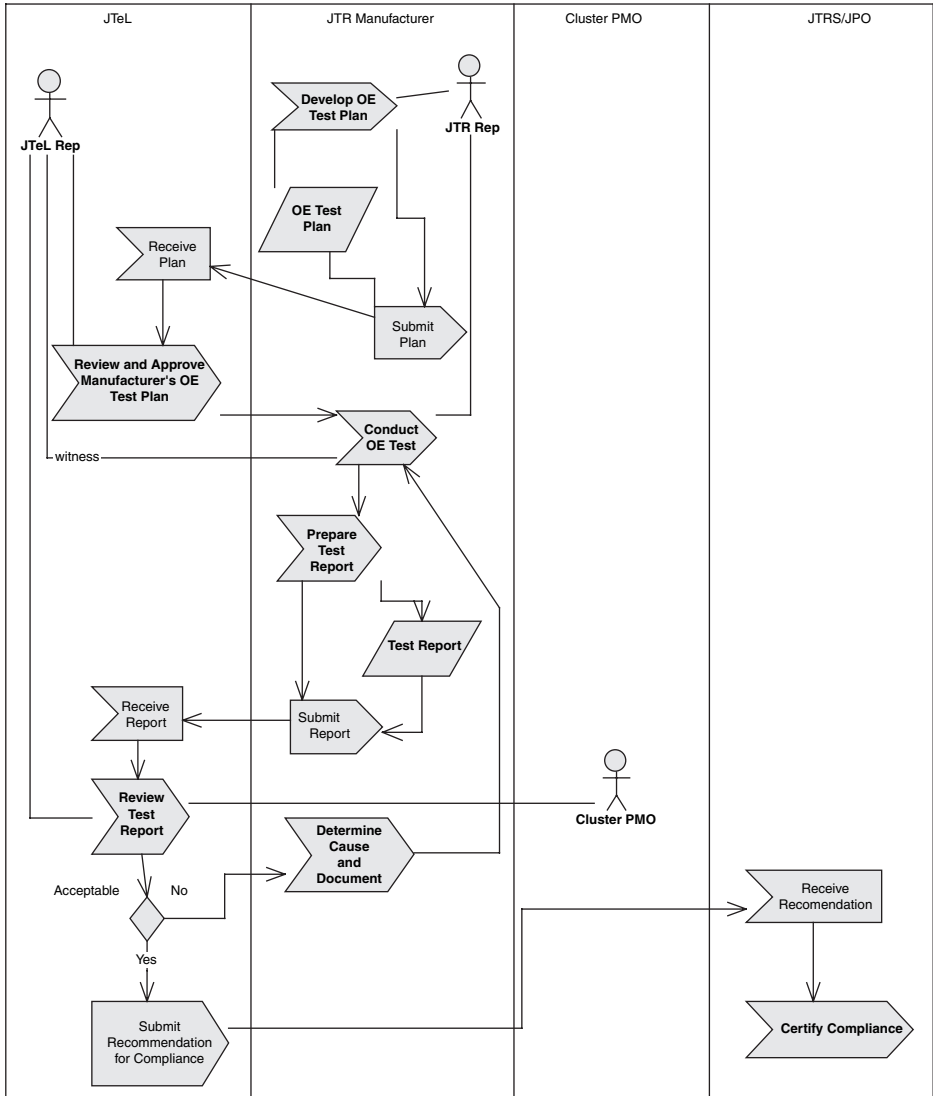 JTeL
JTR Manufacturer
Cluster PMO
JTRS/JPO
Develop OE
Test Plan
JTR Rep
JTeL Rep
OE Test
Plan
Receive
Plan
Submit
Plan
Review and Approve
Manufacturer's OE
Test Plan
Conduct
OE Test
witness
Prepare
Test
Report
Test Report
Receive
Report
Submit
Report
Review
Test
Report
Cluster PMO
Determine
Cause
and
Document
Acceptable
No
Receive
Recomendation
Yes
Submit
Recommendation
for Compliance
Certify Compliance